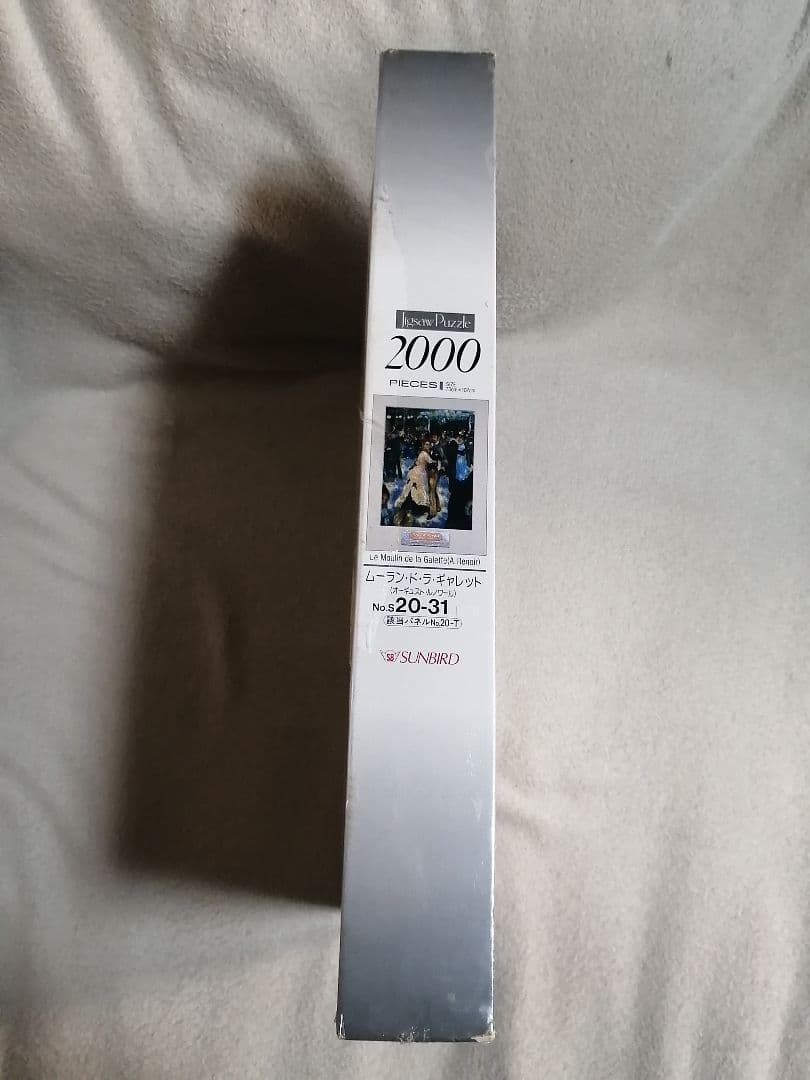 Jigsaw Puzzle
2000
PIECES SIZE
Le Moulin de la Galette(A.Renoir)
ムーラン・ド・ラ・ギャレット
(オーギュスト・ルノワール)
No.S20-31
(該当パネルNo.20-T)
SB SUNBIRD